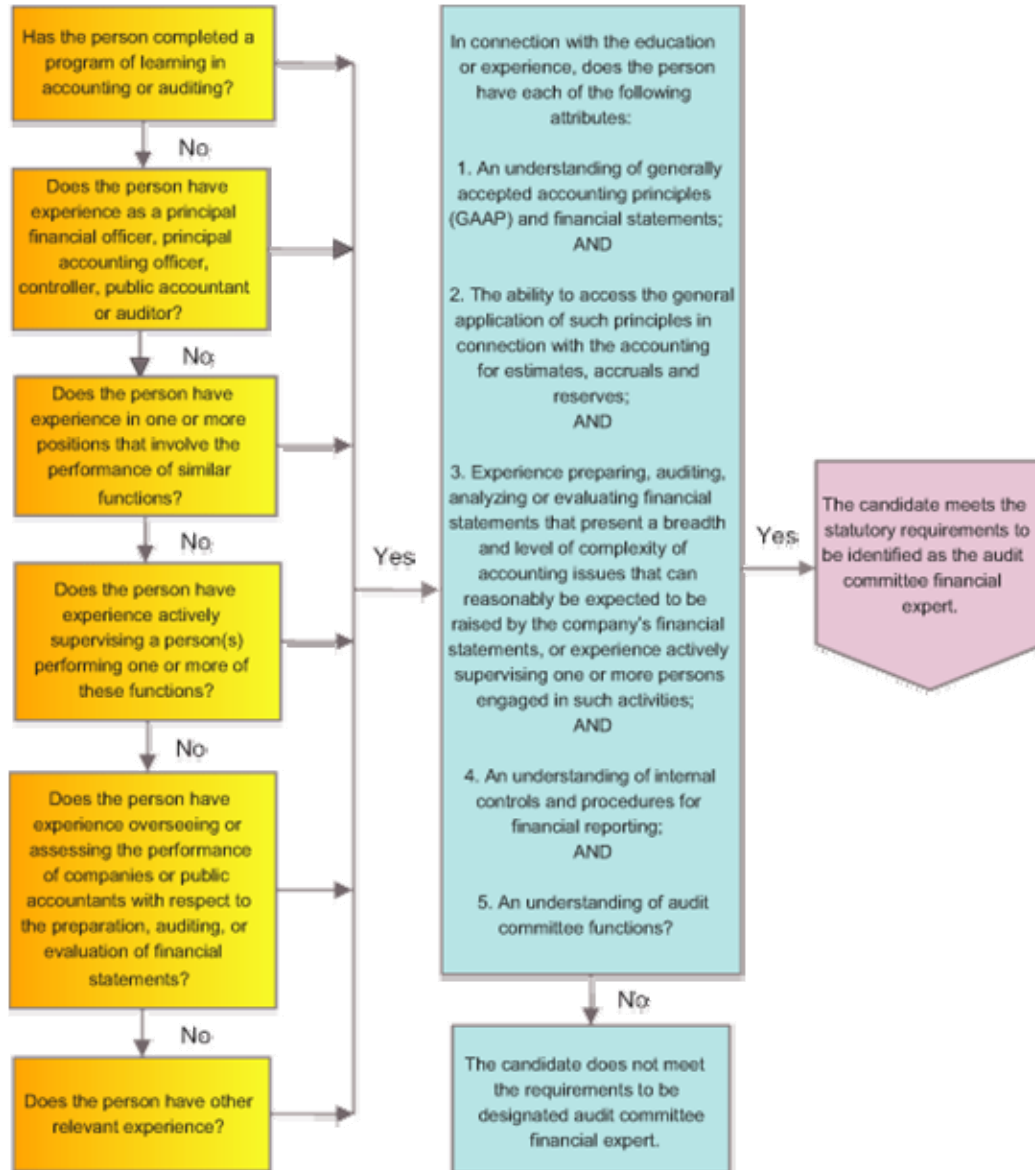 Has the person completed a
program of learning in
accounting or auditing?
No
Does the person have
experience as a principal
financial officer, principal
accounting officer,
controller, public accountant
or auditor?
No
Does the person have
experience in one or more
positions that involve the
performance of similar
functions?
No
Does the person have
experience actively
supervising a person(s)
performing one or more of
these functions?
No
Does the person have
experience overseeing or
assessing the performance
of companies or public
accountants with respect to
the preparation, auditing, or
evaluation of financial
statements?
No
Does the person have other
relevant experience?
Yes
In connection with the education
or experience, does the person
have each of the following
attributes:
1. An understanding of generally
accepted accounting principles
(GAAP) and financial statements;
AND
2. The ability to access the general
application of such principles in
connection with the accounting
for estimates, accruals and
reserves;
AND
3. Experience preparing, auditing,
analyzing or evaluating financial
statements that present a breadth
and level of complexity of
accounting issues that can
reasonably be expected to be
raised by the company's financial
statements, or experience actively
supervising one or more persons
engaged in such activities;
AND
4. An understanding of internal
controls and procedures for
financial reporting;
AND
5. An understanding of audit
committee functions?
No
The candidate does not meet
the requirements to be
designated audit committee
financial expert.
Yes
The candidate meets the
statutory requirements to
be identified as the audit
committee financial
expert.